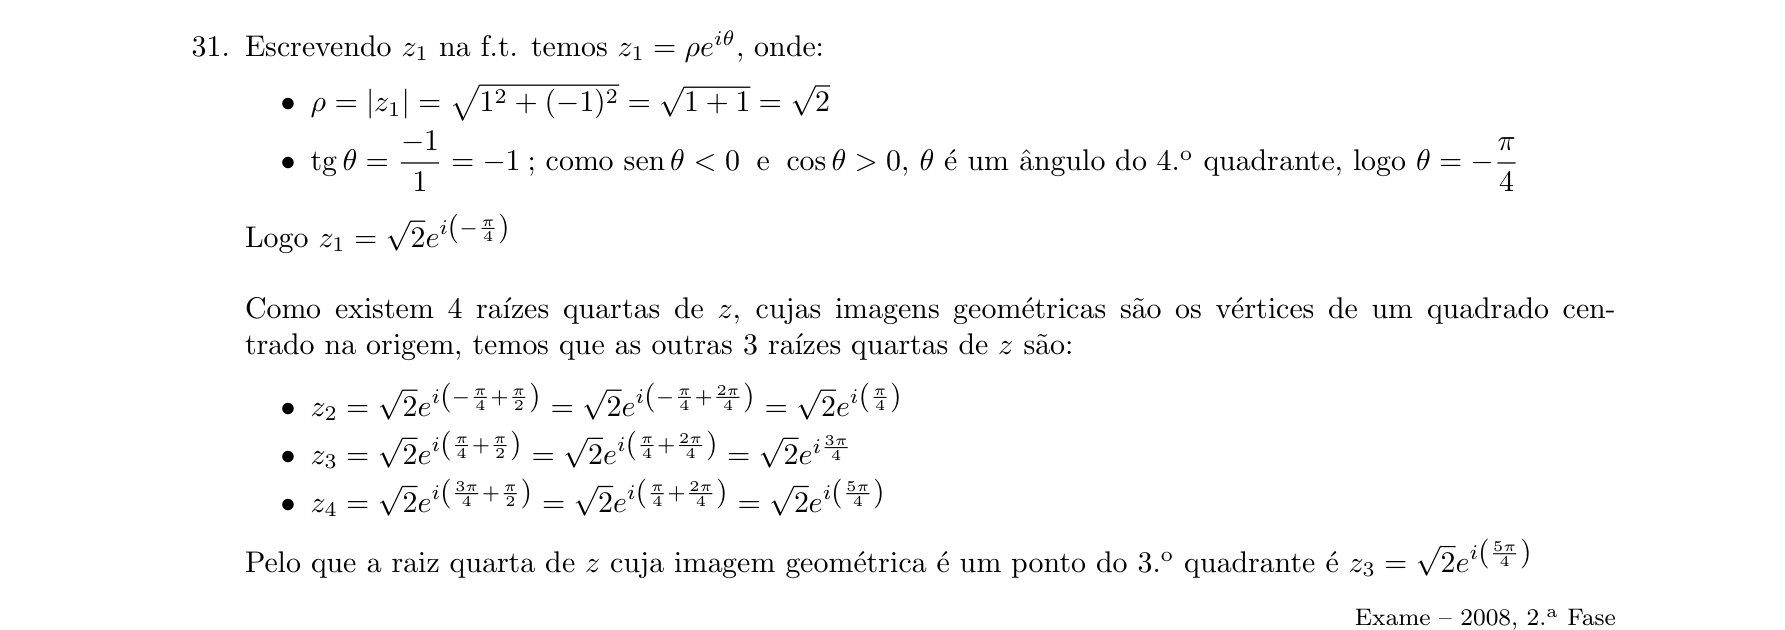 31. Escrevendo $z_1$ na f.t. temos $z_1 = \rho e^{i\theta}$, onde:
• $\rho = |z_1| = \sqrt{1^2 + (-1)^2} = \sqrt{1+1} = \sqrt{2}$
• $\operatorname{tg}\theta = \dfrac{-1}{1} = -1$ ; como $\operatorname{sen}\theta < 0$ e $\cos\theta > 0$, $\theta$ é um ângulo do 4.º quadrante, logo $\theta = -\dfrac{\pi}{4}$
Logo $z_1 = \sqrt{2}e^{i\left(-\frac{\pi}{4}\right)}$
Como existem 4 raízes quartas de $z$, cujas imagens geométricas são os vértices de um quadrado cen-
trado na origem, temos que as outras 3 raízes quartas de $z$ são:
• $z_2 = \sqrt{2}e^{i\left(-\frac{\pi}{4}+\frac{\pi}{2}\right)} = \sqrt{2}e^{i\left(-\frac{\pi}{4}+\frac{2\pi}{4}\right)} = \sqrt{2}e^{i\left(\frac{\pi}{4}\right)}$
• $z_3 = \sqrt{2}e^{i\left(\frac{\pi}{4}+\frac{\pi}{2}\right)} = \sqrt{2}e^{i\left(\frac{\pi}{4}+\frac{2\pi}{4}\right)} = \sqrt{2}e^{i\frac{3\pi}{4}}$
• $z_4 = \sqrt{2}e^{i\left(\frac{3\pi}{4}+\frac{\pi}{2}\right)} = \sqrt{2}e^{i\left(\frac{\pi}{4}+\frac{2\pi}{4}\right)} = \sqrt{2}e^{i\left(\frac{5\pi}{4}\right)}$
Pelo que a raiz quarta de $z$ cuja imagem geométrica é um ponto do 3.º quadrante é $z_3 = \sqrt{2}e^{i\left(\frac{5\pi}{4}\right)}$
Exame – 2008, 2.ª Fase